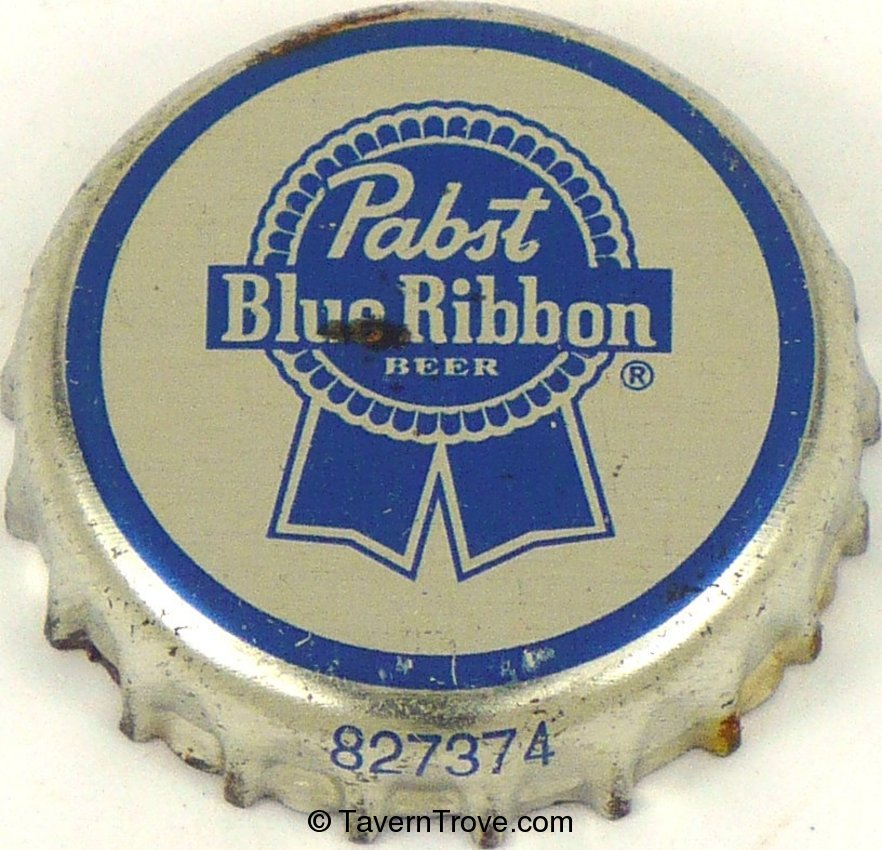 Pabst
Blue Ribbon
BEER
®
827374
© TavernTrove.com